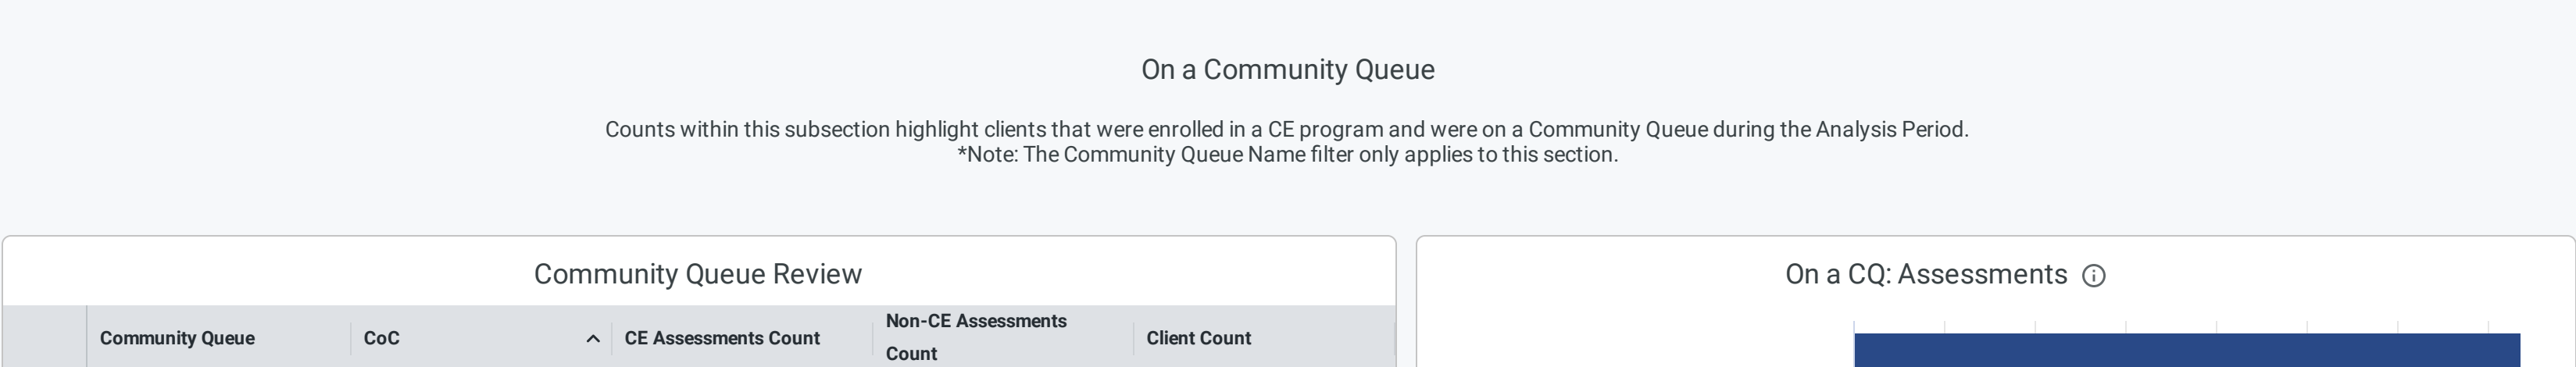 On a Community Queue
Counts within this subsection highlight clients that were enrolled in a CE program and were on a Community Queue during the Analysis Period.
*Note: The Community Queue Name filter only applies to this section.
Community Queue Review
On a CQ: Assessments
Community Queue
CoC
CE Assessments Count
Non-CE Assessments
Count
Client Count